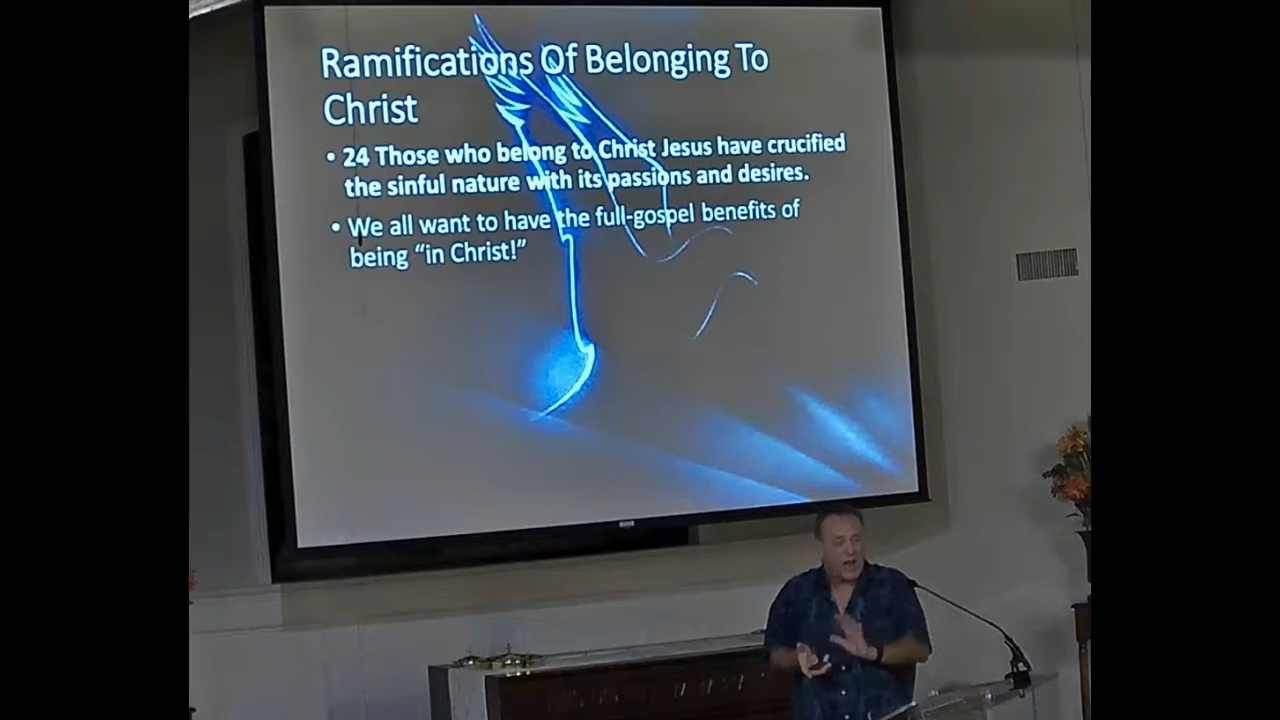 Ramifications Of Belonging To
Christ
• 24 Those who belong to Christ Jesus have crucified
the sinful nature with its passions and desires.
• We all want to have the full-gospel benefits of
being “in Christ!”